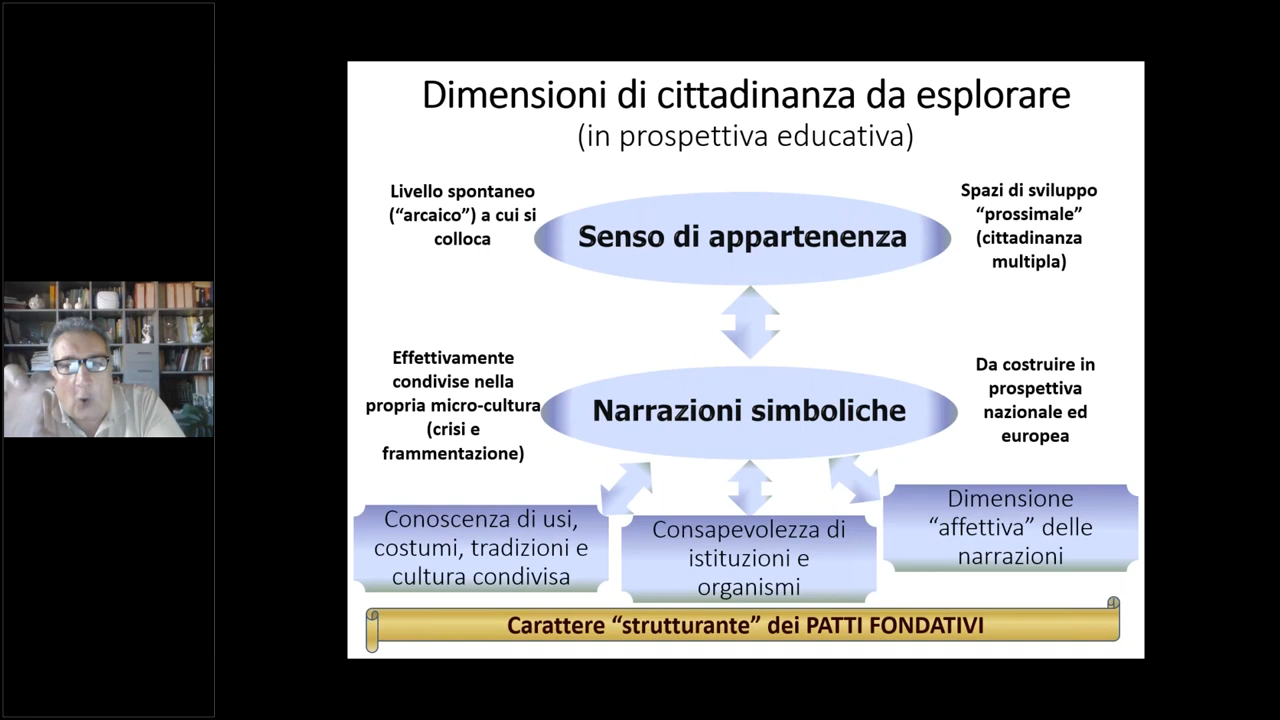 Dimensioni di cittadinanza da esplorare
(in prospettiva educativa)
Livello spontaneo
(“arcaico”) a cui si
colloca
Senso di appartenenza
Spazi di sviluppo
“prossimale”
(cittadinanza
multipla)
Effettivamente
condivise nella
propria micro-cultura
(crisi e
frammentazione)
Narrazioni simboliche
Da costruire in
prospettiva
nazionale ed
europea
Conoscenza di usi,
costumi, tradizioni e
cultura condivisa
Consapevolezza di
istituzioni e
organismi
Dimensione
“affettiva” delle
narrazioni
Carattere “strutturante” dei PATTI FONDATIVI